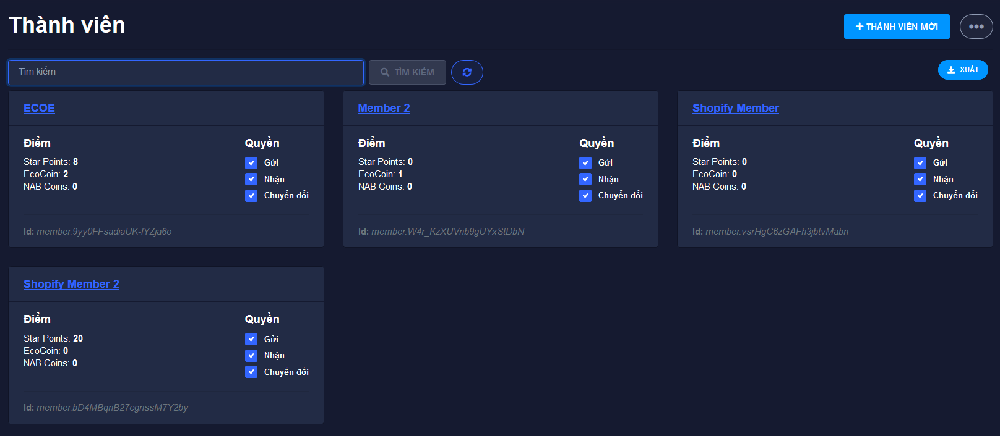 Thành viên
THÀNH VIÊN MỚI
Tìm kiếm
TÌM KIẾM
XUẤT
ECOE
Điểm
Star Points: 8
EcoCoin: 2
NAB Coins: 0
Quyền
Gửi
Nhận
Chuyển đổi
Id: member.9yy0FFsadiaUK-IYZja6o
Member 2
Điểm
Star Points: 0
EcoCoin: 1
NAB Coins: 0
Quyền
Gửi
Nhận
Chuyển đổi
Id: member.W4r_KzXUVnb9gUYxStDbN
Shopify Member
Điểm
Star Points: 0
EcoCoin: 0
NAB Coins: 0
Quyền
Gửi
Nhận
Chuyển đổi
Id: member.vsrHgC6zGAFh3jbtvMabn
Shopify Member 2
Điểm
Star Points: 20
EcoCoin: 0
NAB Coins: 0
Quyền
Gửi
Nhận
Chuyển đổi
Id: member.bD4MBqnB27cgnssM7Y2by